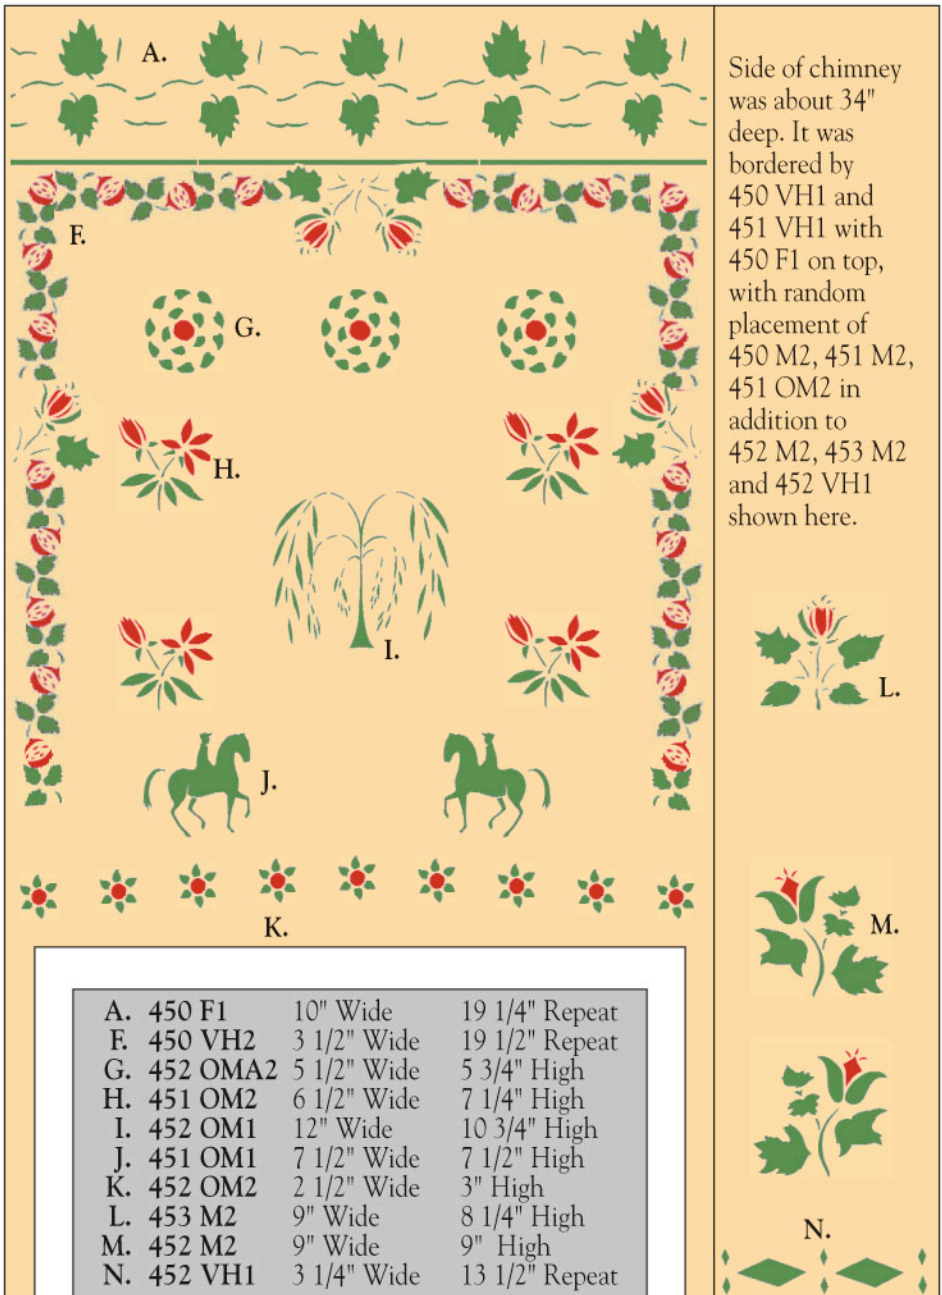 A.
Side of chimney
was about 34"
deep. It was
bordered by
450 VH1 and
451 VH1 with
450 F1 on top,
with random
placement of
450 M2, 451 M2,
451 OM2 in
addition to
452 M2, 453 M2
and 452 VH1
shown here.
F.
G.
H.
I.
J.
K.
L.
M.
N.
A. 450 F1 10" Wide 19 1/4" Repeat
F. 450 VH2 3 1/2" Wide 19 1/2" Repeat
G. 452 OMA2 5 1/2" Wide 5 3/4" High
H. 451 OM2 6 1/2" Wide 7 1/4" High
I. 452 OM1 12" Wide 10 3/4" High
J. 451 OM1 7 1/2" Wide 7 1/2" High
K. 452 OM2 2 1/2" Wide 3" High
L. 453 M2 9" Wide 8 1/4" High
M. 452 M2 9" Wide 9" High
N. 452 VH1 3 1/4" Wide 13 1/2" Repeat